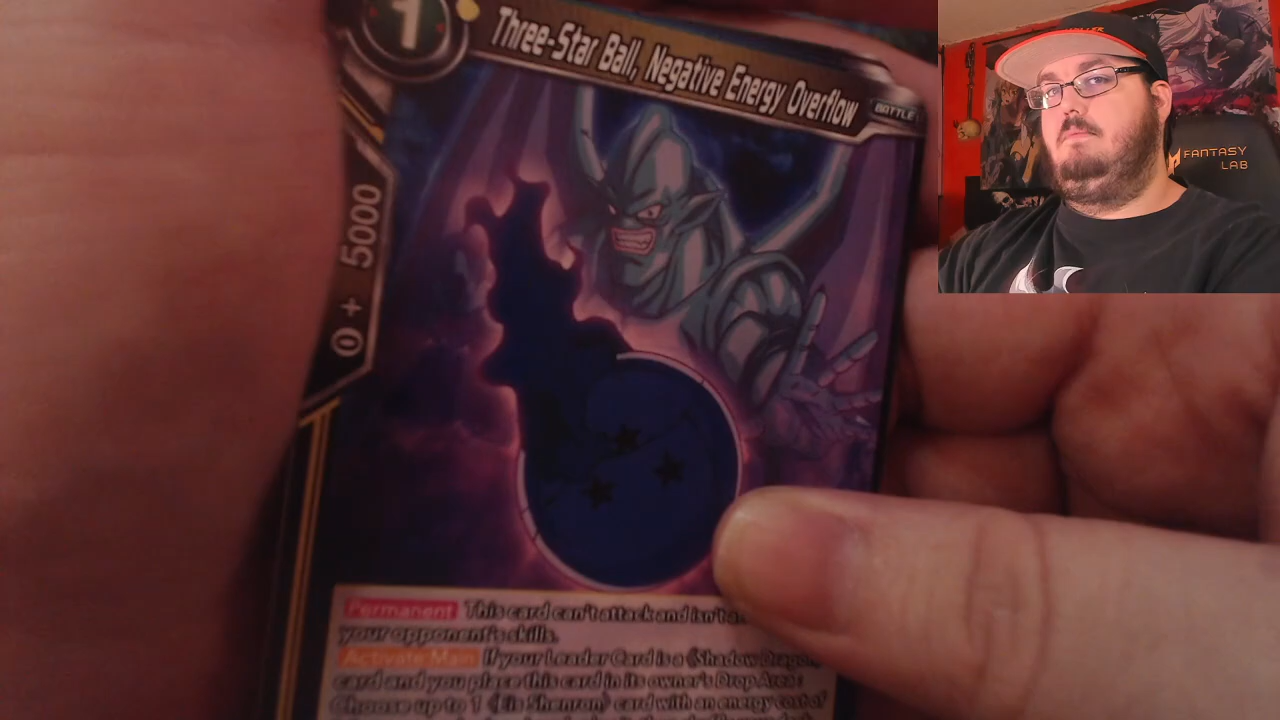 1
Three-Star Ball, Negative Energy Overflow
BATTLE
+ 5000
0
FANTASY
LAB
Permanent This card can't attack and isn't
your opponent's skills.
Activate:Main If your Leader Card is a 《Shadow Dragon
card and you place this card in its owner's Drop Area:
Choose up to 1 《Eis Shenron》 card with an energy cost of